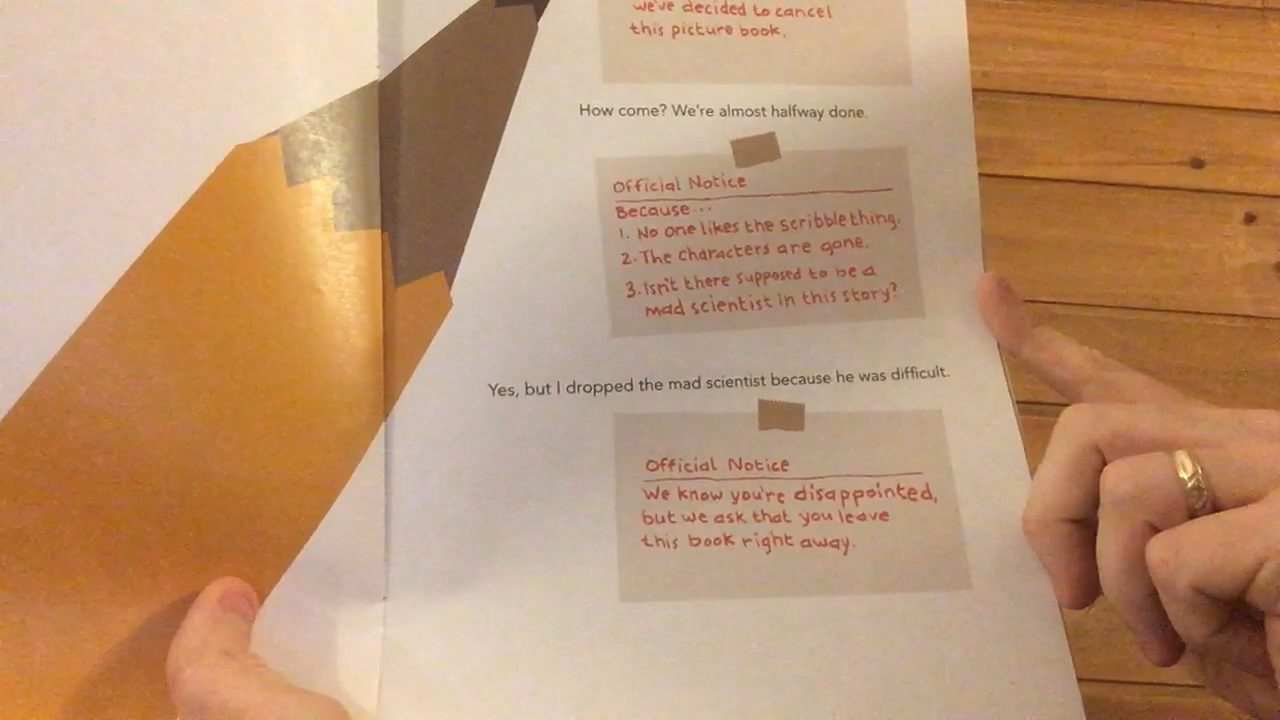 we've decided to cancel
this picture book.
How come? We're almost halfway done.
Official Notice
Because...
1. No one likes the scribble thing.
2. The characters are gone.
3. Isn't there supposed to be a
mad scientist in this story?
Yes, but I dropped the mad scientist because he was difficult.
Official Notice
We know you're disappointed,
but we ask that you leave
this book right away.